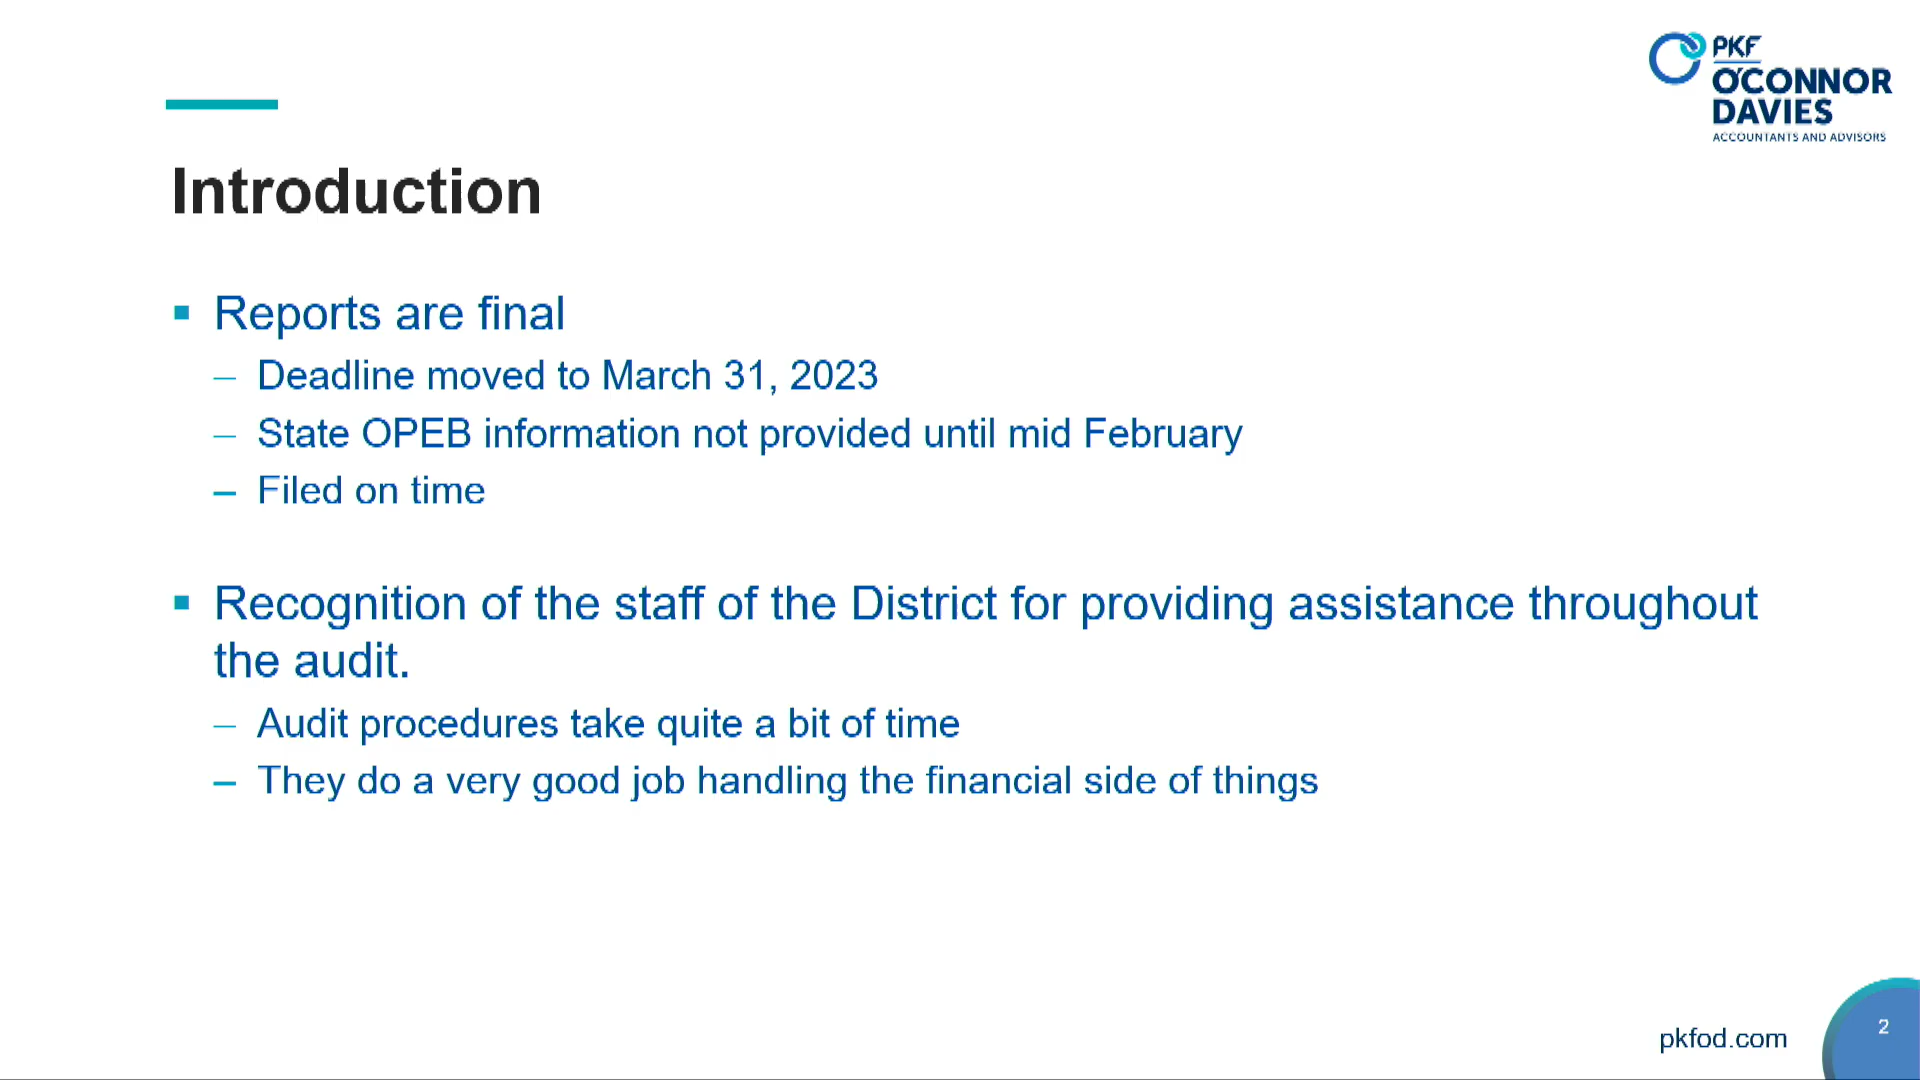 PKF
O'CONNOR
DAVIES
ACCOUNTANTS AND ADVISORS
Introduction
▪ Reports are final
– Deadline moved to March 31, 2023
– State OPEB information not provided until mid February
– Filed on time
▪ Recognition of the staff of the District for providing assistance throughout
the audit.
– Audit procedures take quite a bit of time
– They do a very good job handling the financial side of things
pkfod.com
2